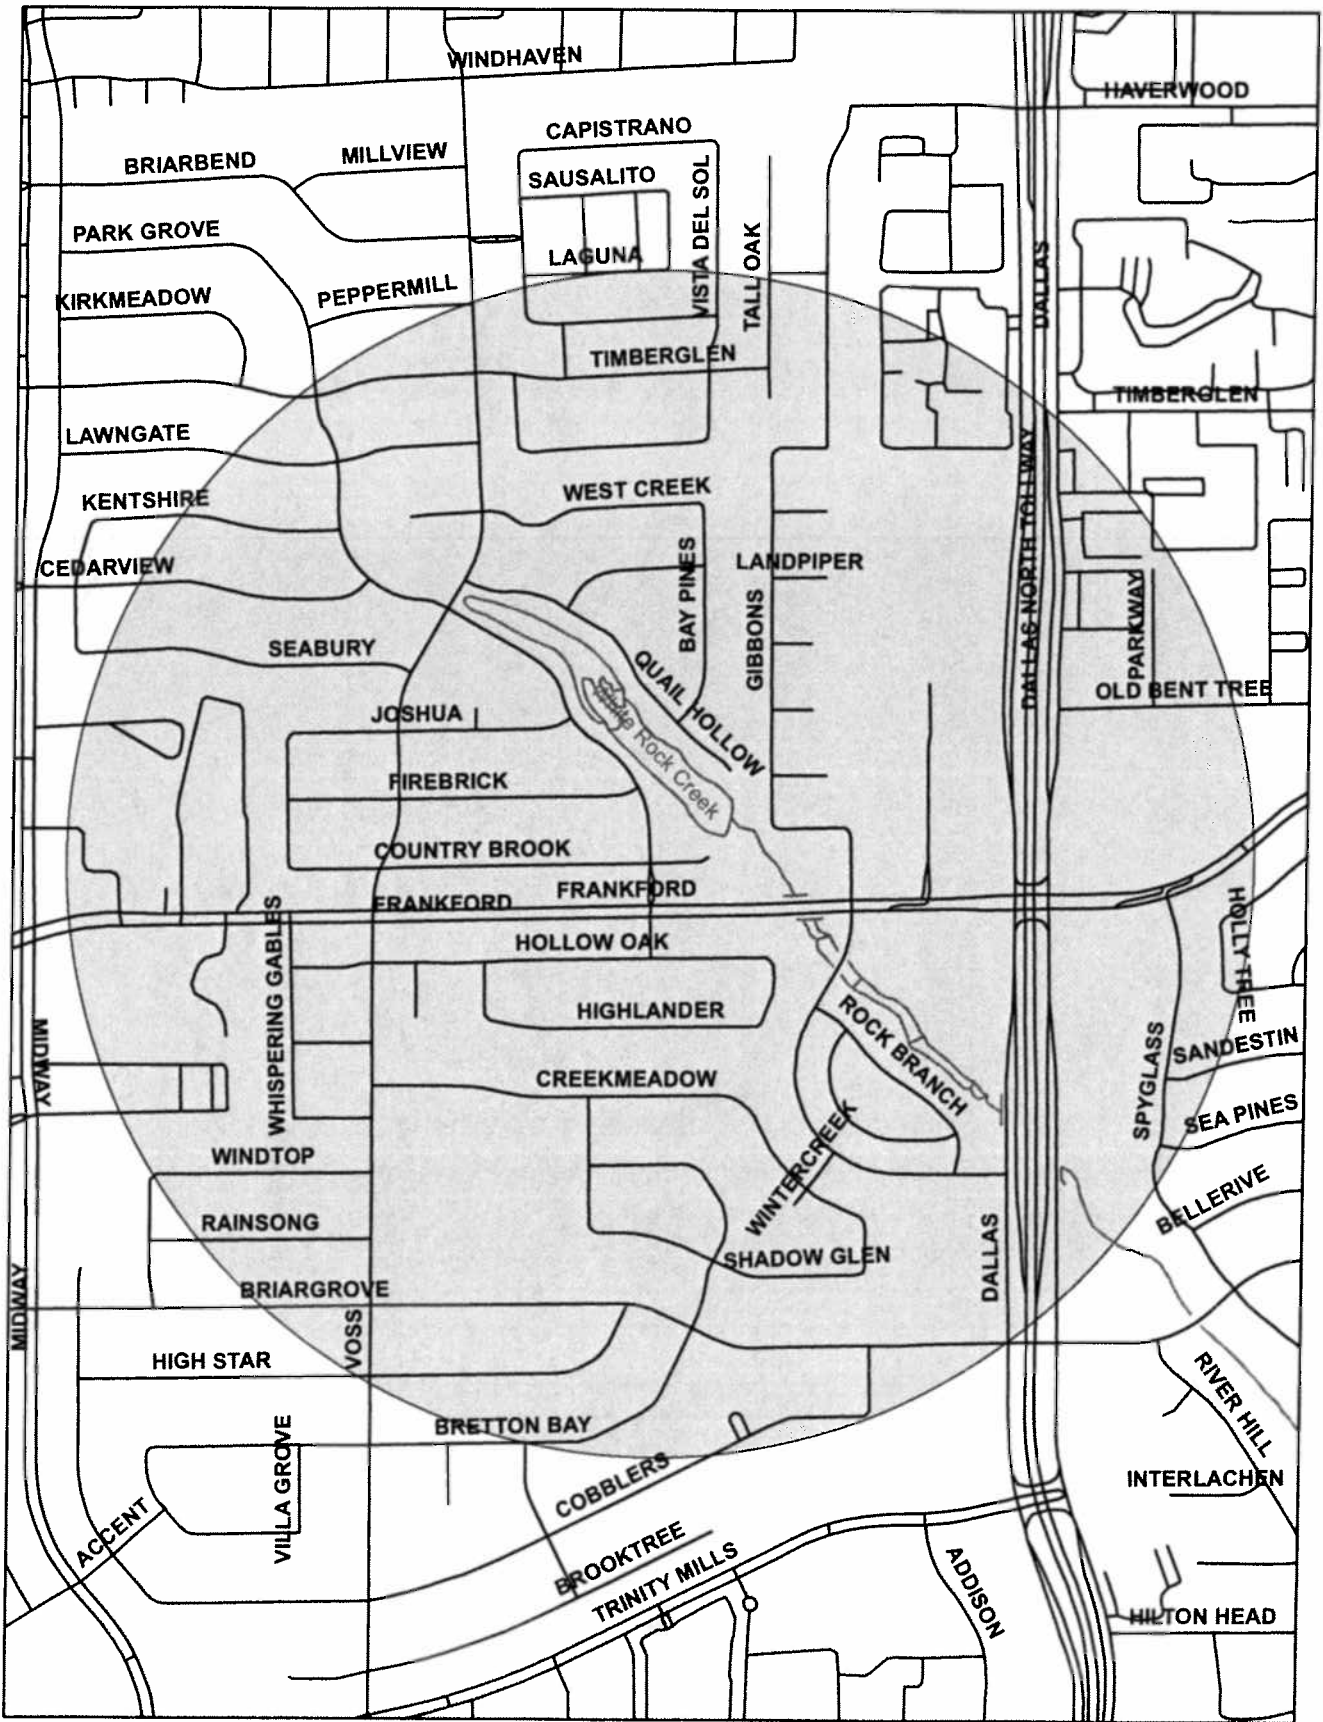 WINDHAVEN
HAVERWOOD
CAPISTRANO
BRIARBEND
MILLVIEW
SAUSALITO
VISTA DEL SOL
PARK GROVE
TALL OAK
LAGUNA
DALLAS
KIRKMEADOW
PEPPERMILL
TIMBERGLEN
TIMBERGLEN
LAWNGATE
WEST CREEK
KENTSHIRE
DALLAS NORTH TOLLWAY
CEDARVIEW
BAY PINES
LANDPIPER
GIBBONS
PARKWAY
SEABURY
QUAIL HOLLOW
OLD BENT TREE
JOSHUA
White Rock Creek
FIREBRICK
COUNTRY BROOK
FRANKFORD
FRANKFORD
WHISPERING GABLES
HOLLY TREE
HOLLOW OAK
HIGHLANDER
ROCK BRANCH
MIDWAY
SPYGLASS
SANDESTIN
CREEKMEADOW
SEA PINES
WINDTOP
WINTERCREEK
BELLERIVE
RAINSONG
SHADOW GLEN
DALLAS
BRIARGROVE
MIDWAY
VOSS
HIGH STAR
RIVER HILL
BRETTON BAY
VILLA GROVE
COBBLERS
INTERLACHEN
ACCENT
BROOKTREE
TRINITY MILLS
ADDISON
HILTON HEAD